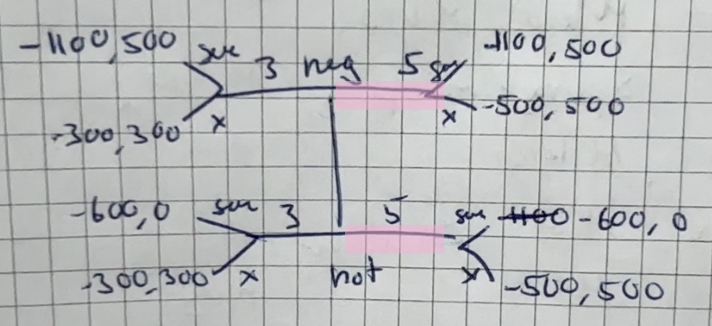 -1100,500 sue 3 neg 5 sue -1100,500
-300,300 x x -500,500
-600,0 sue 3 5 sue -600,0
-300,300 x not x -500,500